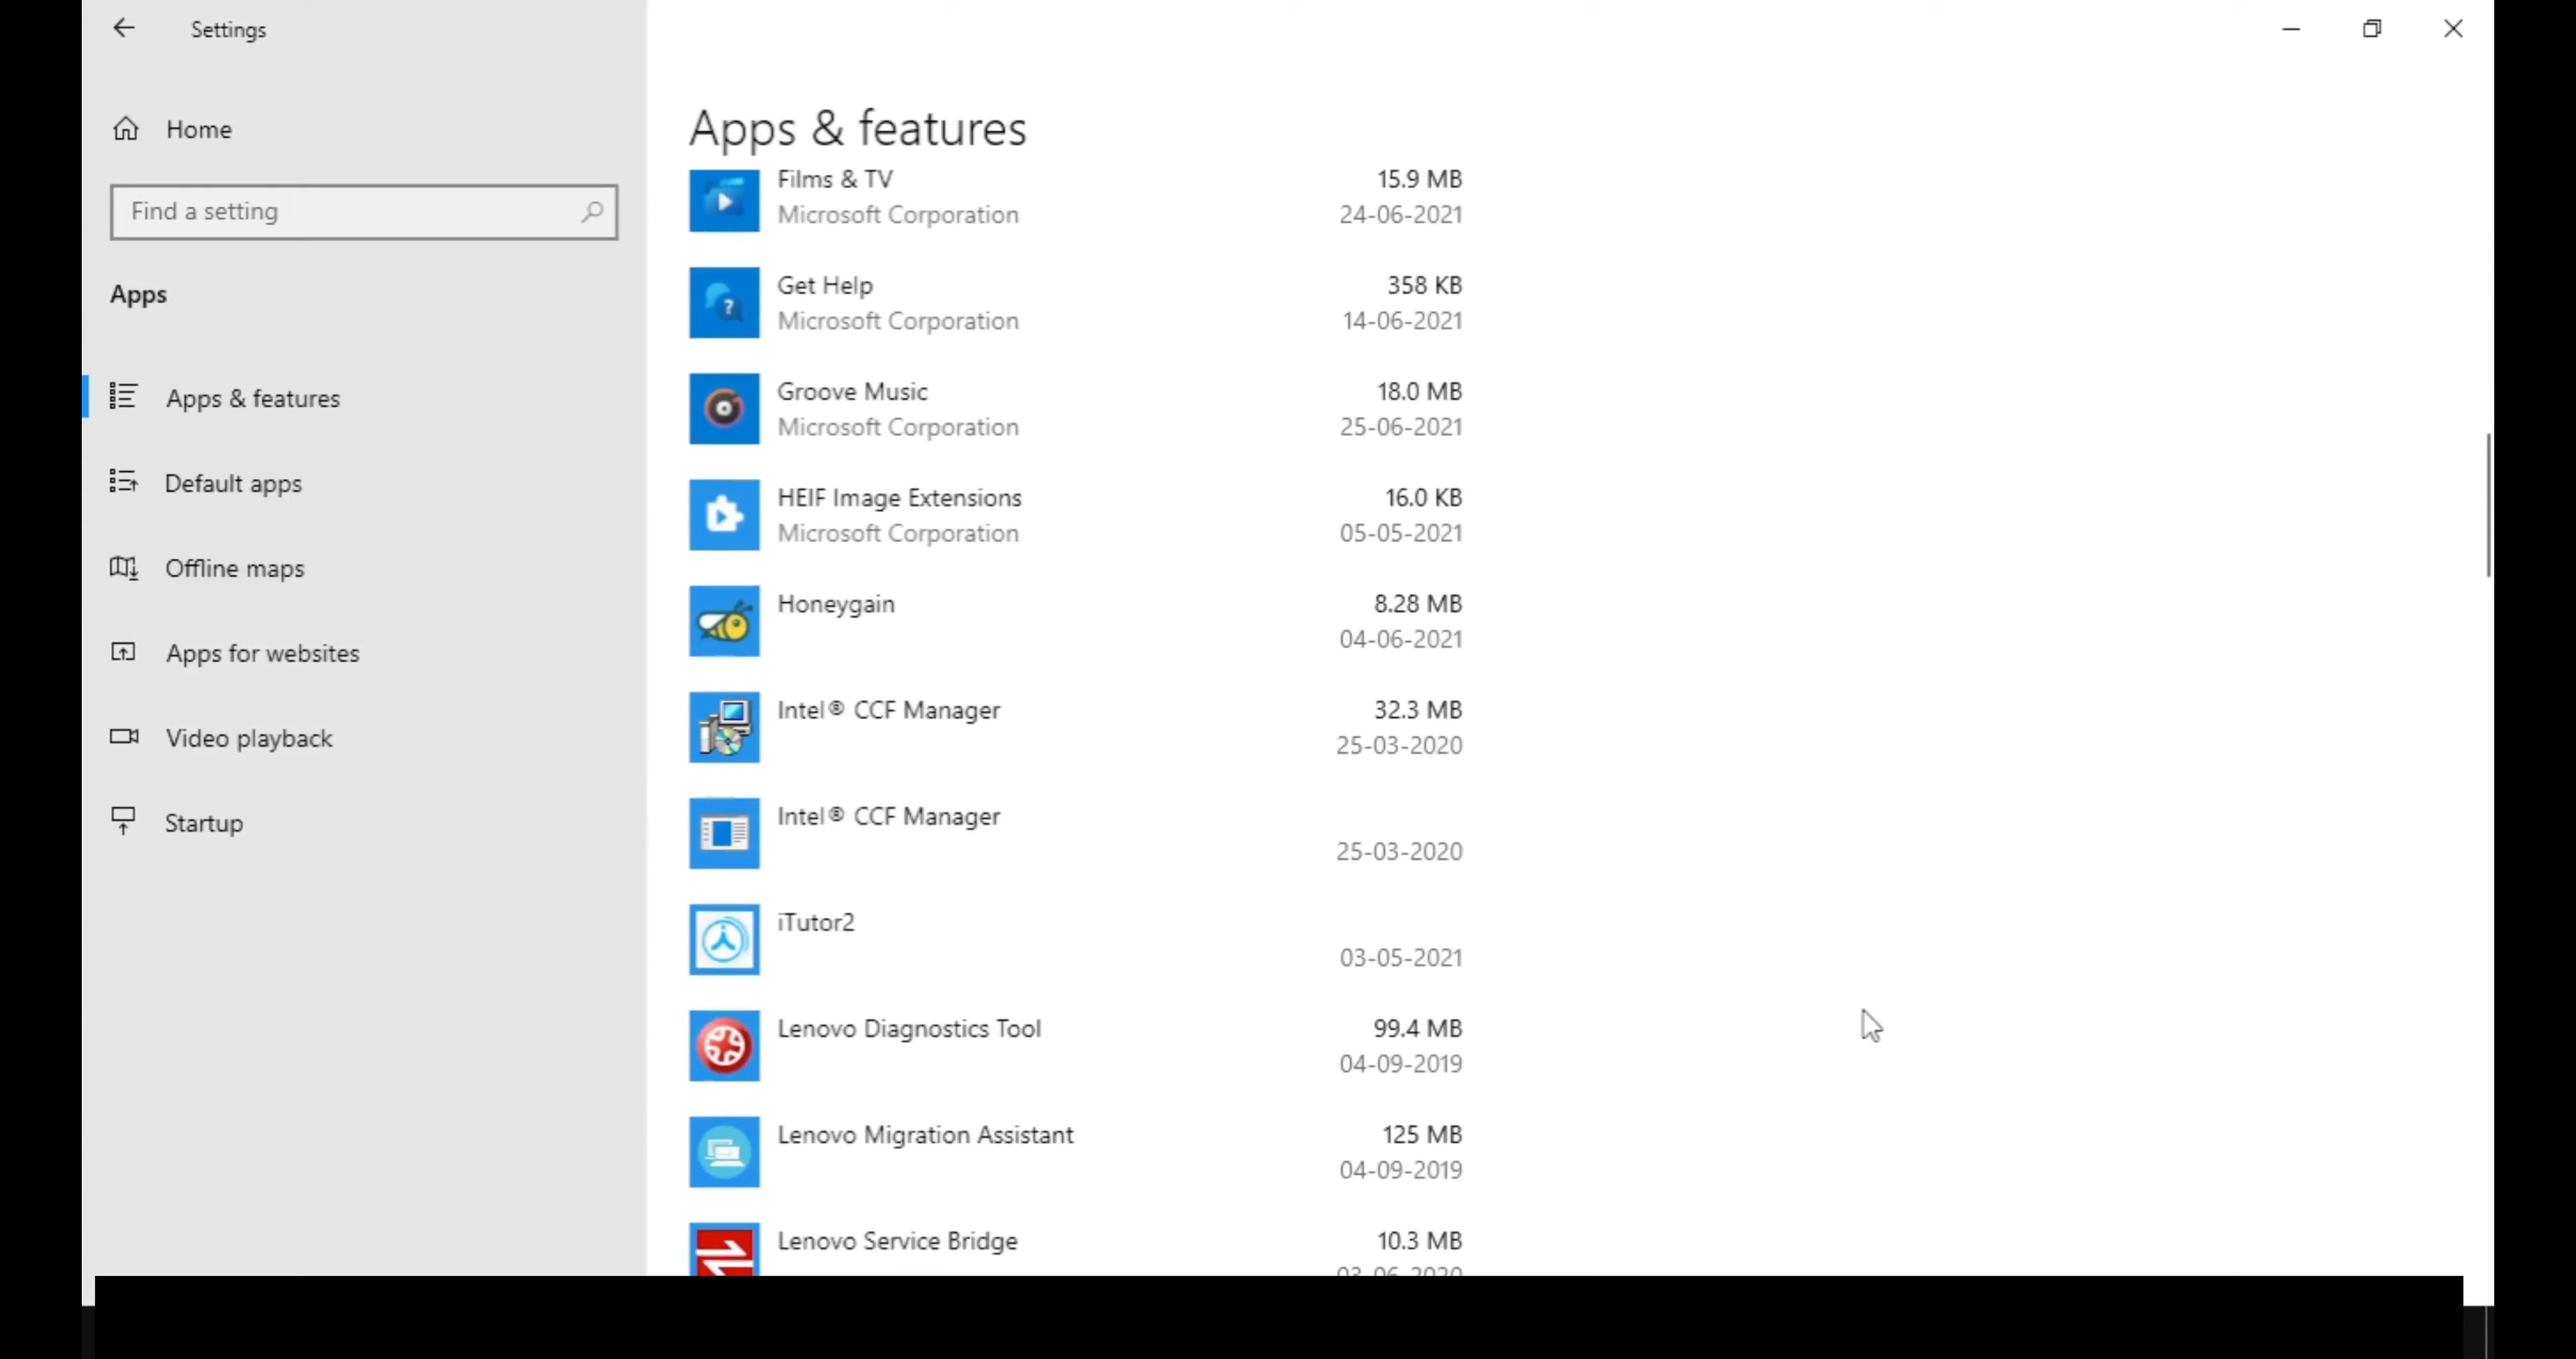 Settings
Home
Find a setting
Apps
Apps & features
Default apps
Offline maps
Apps for websites
Video playback
Startup
Apps & features
Films & TV 15.9 MB
Microsoft Corporation 24-06-2021
Get Help 358 KB
Microsoft Corporation 14-06-2021
Groove Music 18.0 MB
Microsoft Corporation 25-06-2021
HEIF Image Extensions 16.0 KB
Microsoft Corporation 05-05-2021
Honeygain 8.28 MB
04-06-2021
Intel® CCF Manager 32.3 MB
25-03-2020
Intel® CCF Manager
25-03-2020
iTutor2
03-05-2021
Lenovo Diagnostics Tool 99.4 MB
04-09-2019
Lenovo Migration Assistant 125 MB
04-09-2019
Lenovo Service Bridge 10.3 MB